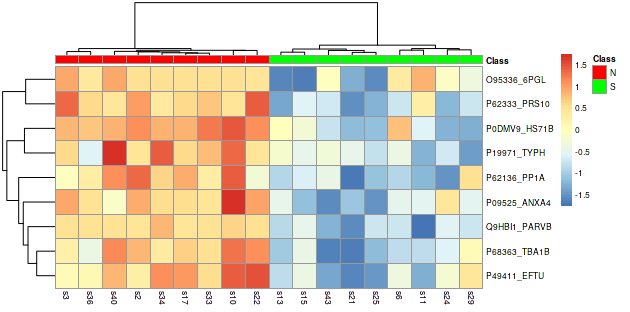 Class
O95336_6PGL
P62333_PRS10
P0DMV9_HS71B
P19971_TYPH
P62136_PP1A
P09525_ANXA4
Q9HBI1_PARVB
P68363_TBA1B
P49411_EFTU
s3 s36 s40 s2 s34 s17 s33 s10 s22 s13 s15 s43 s21 s25 s6 s11 s24 s29
1.5
1
0.5
0
-0.5
-1
-1.5
Class
N
S